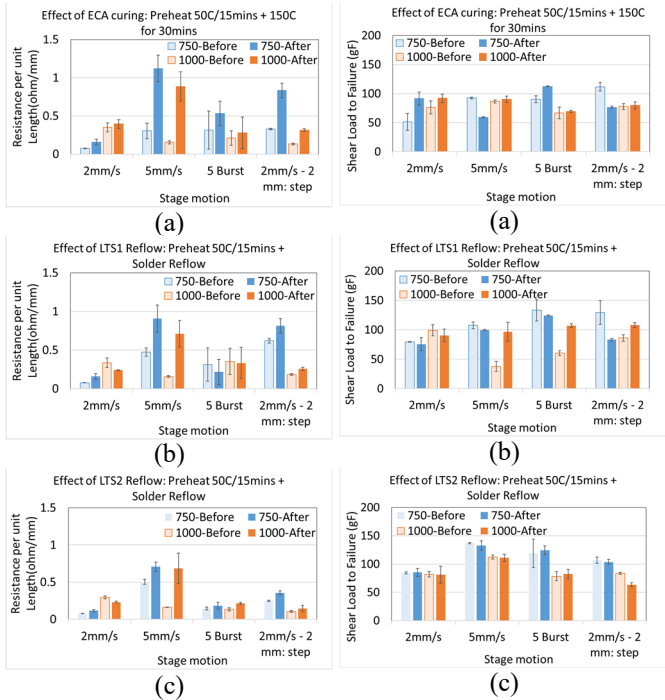 Effect of ECA curing: Preheat 50C/15mins + 150C
for 30mins
750-Before 750-After
1000-Before 1000-After
Resistance per unit
Length(ohm/mm)
1.5
1
0.5
0
2mm/s 5mm/s 5 Burst 2mm/s - 2
mm: step
Stage motion
(a)
Effect of ECA curing: Preheat 50C/15mins + 150C
for 30mins
750-Before 750-After
1000-Before 1000-After
Shear Load to Failure (gF)
200
150
100
50
0
2mm/s 5mm/s 5 Burst 2mm/s - 2
mm: step
Stage motion
(a)
Effect of LTS1 Reflow: Preheat 50C/15mins +
Solder Reflow
750-Before 750-After
1000-Before 1000-After
Resistance per unit
Length(ohm/mm)
1.5
1
0.5
0
2mm/s 5mm/s 5 Burst 2mm/s - 2
mm: step
Stage motion
(b)
Effect of LTS1 Reflow: Preheat 50C/15mins +
Solder Reflow
750-Before 750-After
1000-Before 1000-After
Shear Load to Failure (gF)
200
150
100
50
0
2mm/s 5mm/s 5 Burst 2mm/s - 2
mm: step
Stage motion
(b)
Effect of LTS2 Reflow: Preheat 50C/15mins +
Solder Reflow
750-Before 750-After
1000-Before 1000-After
Resistance per unit
Length(ohm/mm)
1.5
1
0.5
0
2mm/s 5mm/s 5 Burst 2mm/s - 2
mm: step
Stage motion
(c)
Effect of LTS2 Reflow: Preheat 50C/15mins +
Solder Reflow
750-Before 750-After
1000-Before 1000-After
Shear Load to Failure (gF)
200
150
100
50
0
2mm/s 5mm/s 5 Burst 2mm/s - 2
mm: step
Stage motion
(c)